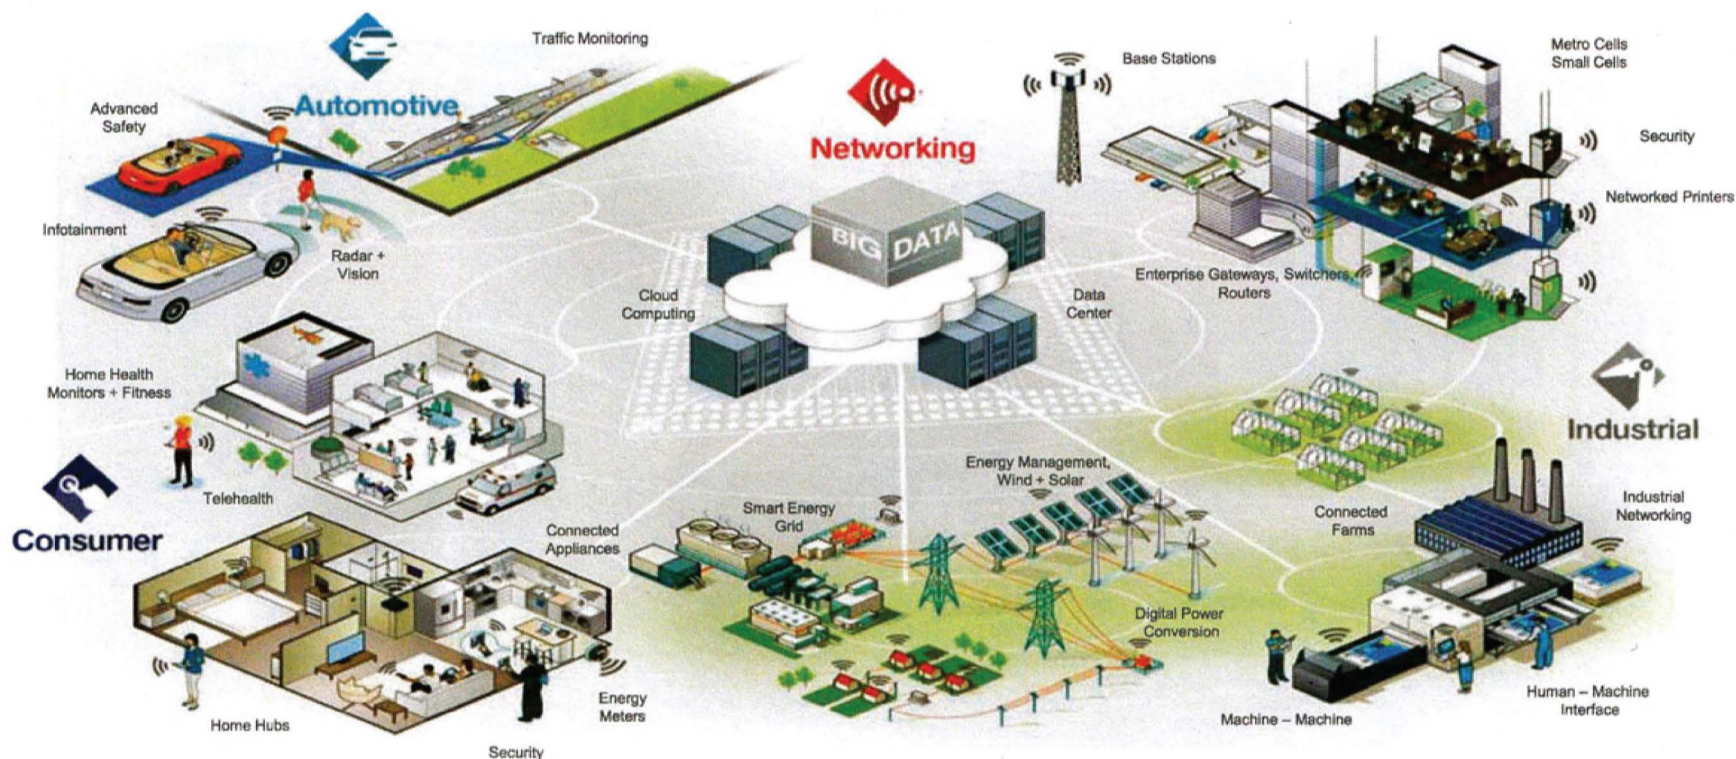 Traffic Monitoring
Automotive
Advanced
Safety
Infotainment
Radar +
Vision
Networking
BIG DATA
Cloud
Computing
Data
Center
Base Stations
Metro Cells
Small Cells
Security
Networked Printers
Enterprise Gateways, Switchers,
Routers
Home Health
Monitors + Fitness
Telehealth
Consumer
Connected
Appliances
Home Hubs
Security
Energy
Meters
Smart Energy
Grid
Energy Management,
Wind + Solar
Digital Power
Conversion
Industrial
Connected
Farms
Industrial
Networking
Machine – Machine
Human – Machine
Interface